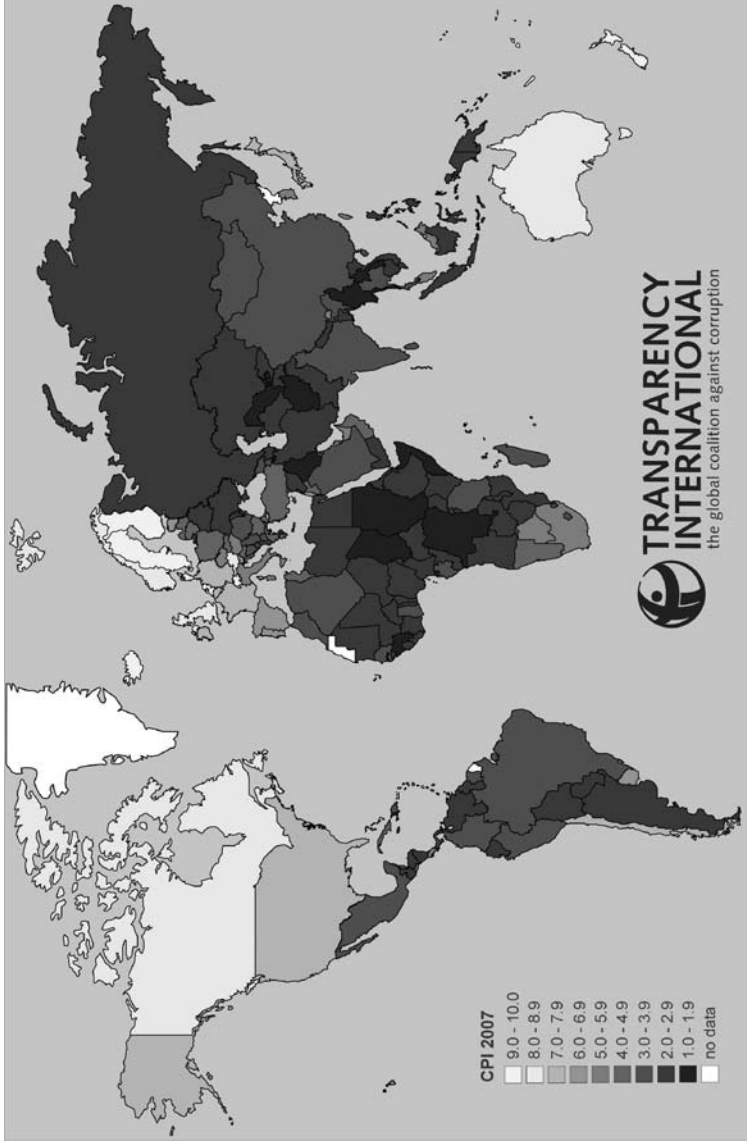 CPI 2007
9.0 - 10.0
8.0 - 8.9
7.0 - 7.9
6.0 - 6.9
5.0 - 5.9
4.0 - 4.9
3.0 - 3.9
2.0 - 2.9
1.0 - 1.9
no data
TRANSPARENCY
INTERNATIONAL
the global coalition against corruption